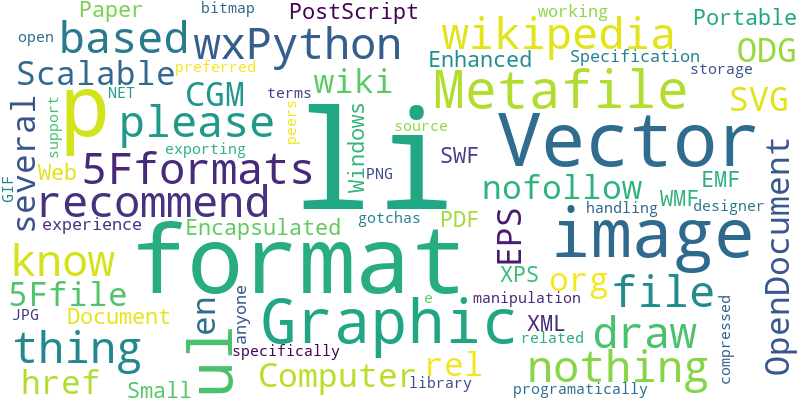 Paper
bitmap
PostScript
working
Portable
open
based
wxPython
wikipedia
ODG
Scalable
preferred
Enhanced
Specification
storage
p
NET
CGM
terms
wiki
Metafile
SVG
several
support
please
peers
li
Windows
source
Vector
GIF
Web
5Fformats
exporting
PNG
SWF
OpenDocument
recommend
nofollow
EMF
WMF
designer
experience
Encapsulated
gotchas
PDF
EPS
handling
image
know
format
XPS
org
file
5Ffile
ul
en
anyone
Graphic
e
manipulation
compressed
JPG
Document
XML
draw
thing
specifically
related
nothing
href
Small
Computer
library
rel
programatically